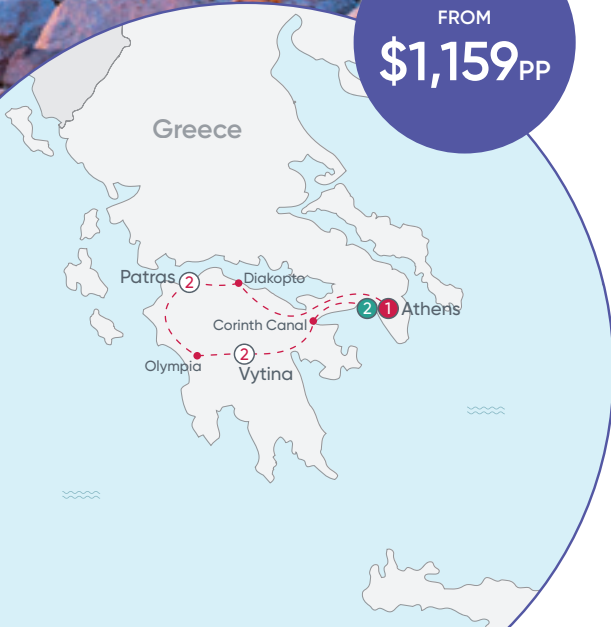 FROM
$1,159PP
Greece
Patras 2
Diakopto
2 1 Athens
Corinth Canal
Olympia
2
Vytina